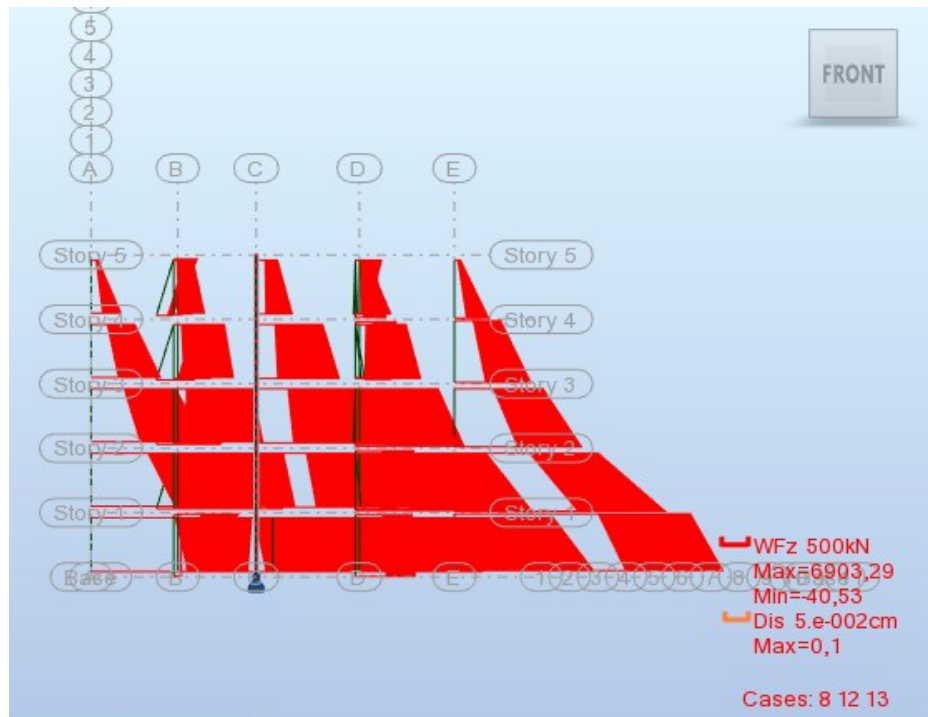 5
4
3
2
1
A B C D E
FRONT
Story 5 Story 5
Story 4 Story 4
Story 3 Story 3
Story 2 Story 2
Story 1 Story 1
Base D E 1 2 3 4 5 6 7 8
WFz 500kN
Max=6903,29
Min=-40,53
Dis 5.e-002cm
Max=0,1
Cases: 8 12 13